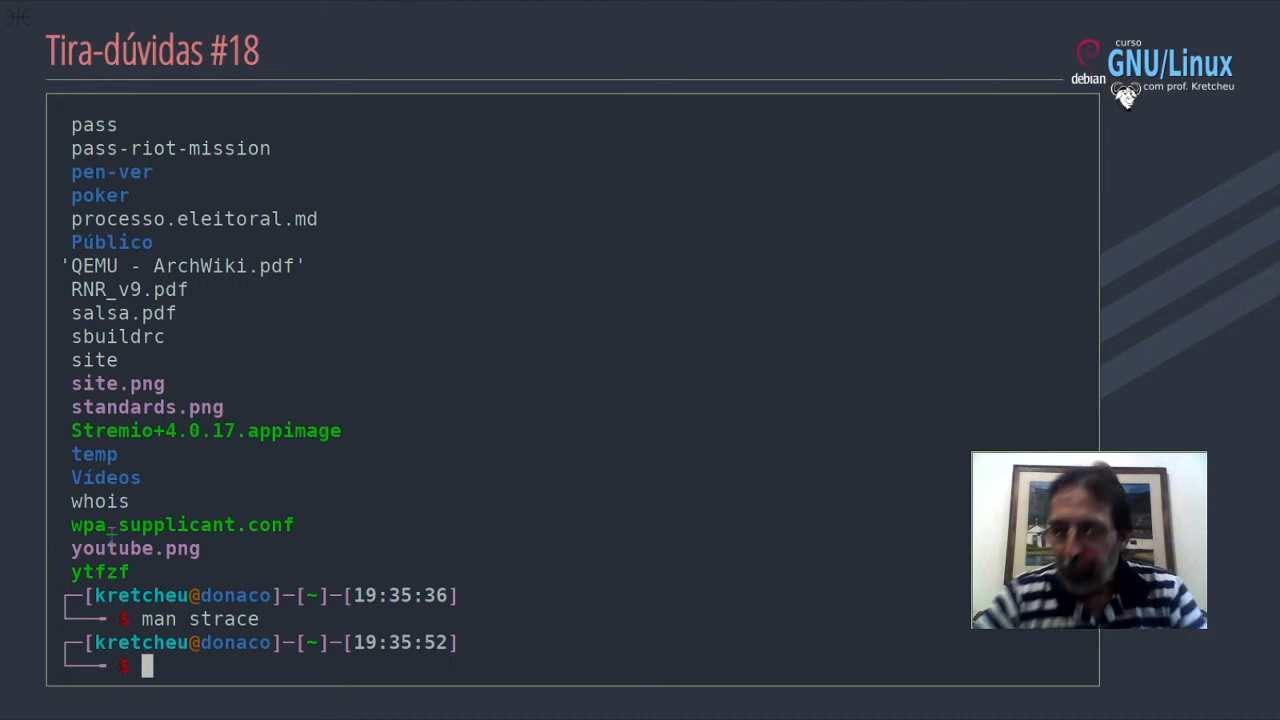 Tira-dúvidas #18
curso
GNU/Linux
debian
com prof. Kretcheu
pass
pass-riot-mission
pen-ver
poker
processo.eleitoral.md
Público
'QEMU - ArchWiki.pdf'
RNR_v9.pdf
salsa.pdf
sbuildrc
site
site.png
standards.png
Stremio+4.0.17.appimage
temp
Vídeos
whois
wpa_supplicant.conf
youtube.png
ytfzf
┌─[kretcheu@donaco]─[~]─[19:35:36]
└──╼ $ man strace
┌─[kretcheu@donaco]─[~]─[19:35:52]
└──╼ $